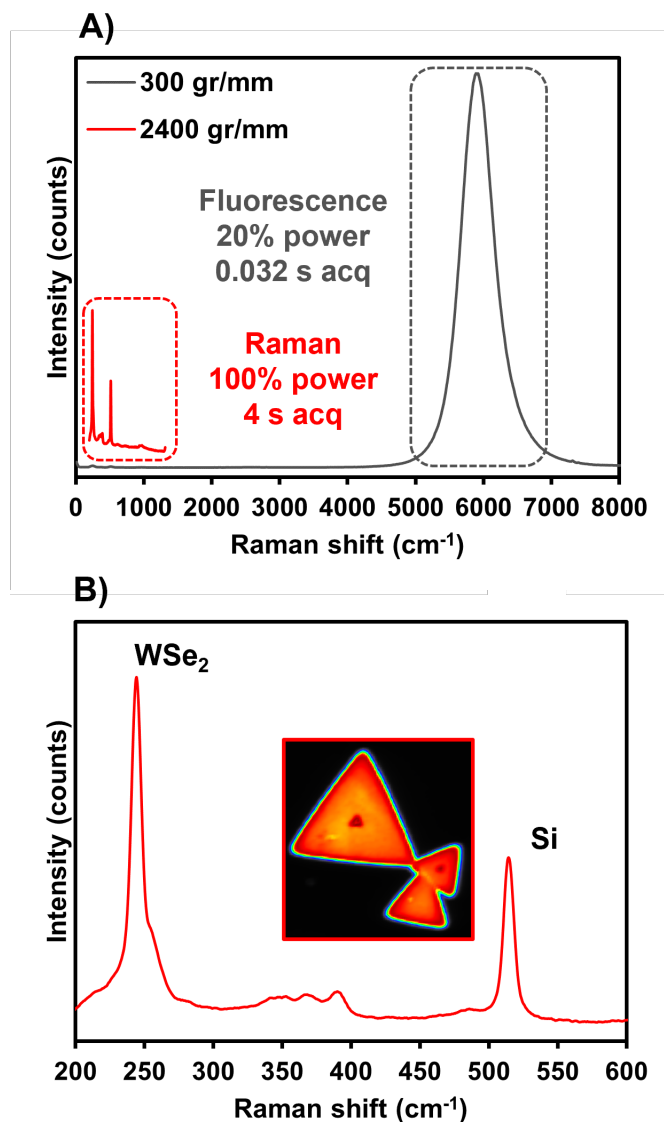 A)
300 gr/mm
2400 gr/mm
Fluorescence
20% power
0.032 s acq
Raman
100% power
4 s acq
Intensity (counts)
0 1000 2000 3000 4000 5000 6000 7000 8000
Raman shift (cm⁻¹)
B)
WSe₂
Si
Intensity (counts)
200 250 300 350 400 450 500 550 600
Raman shift (cm⁻¹)